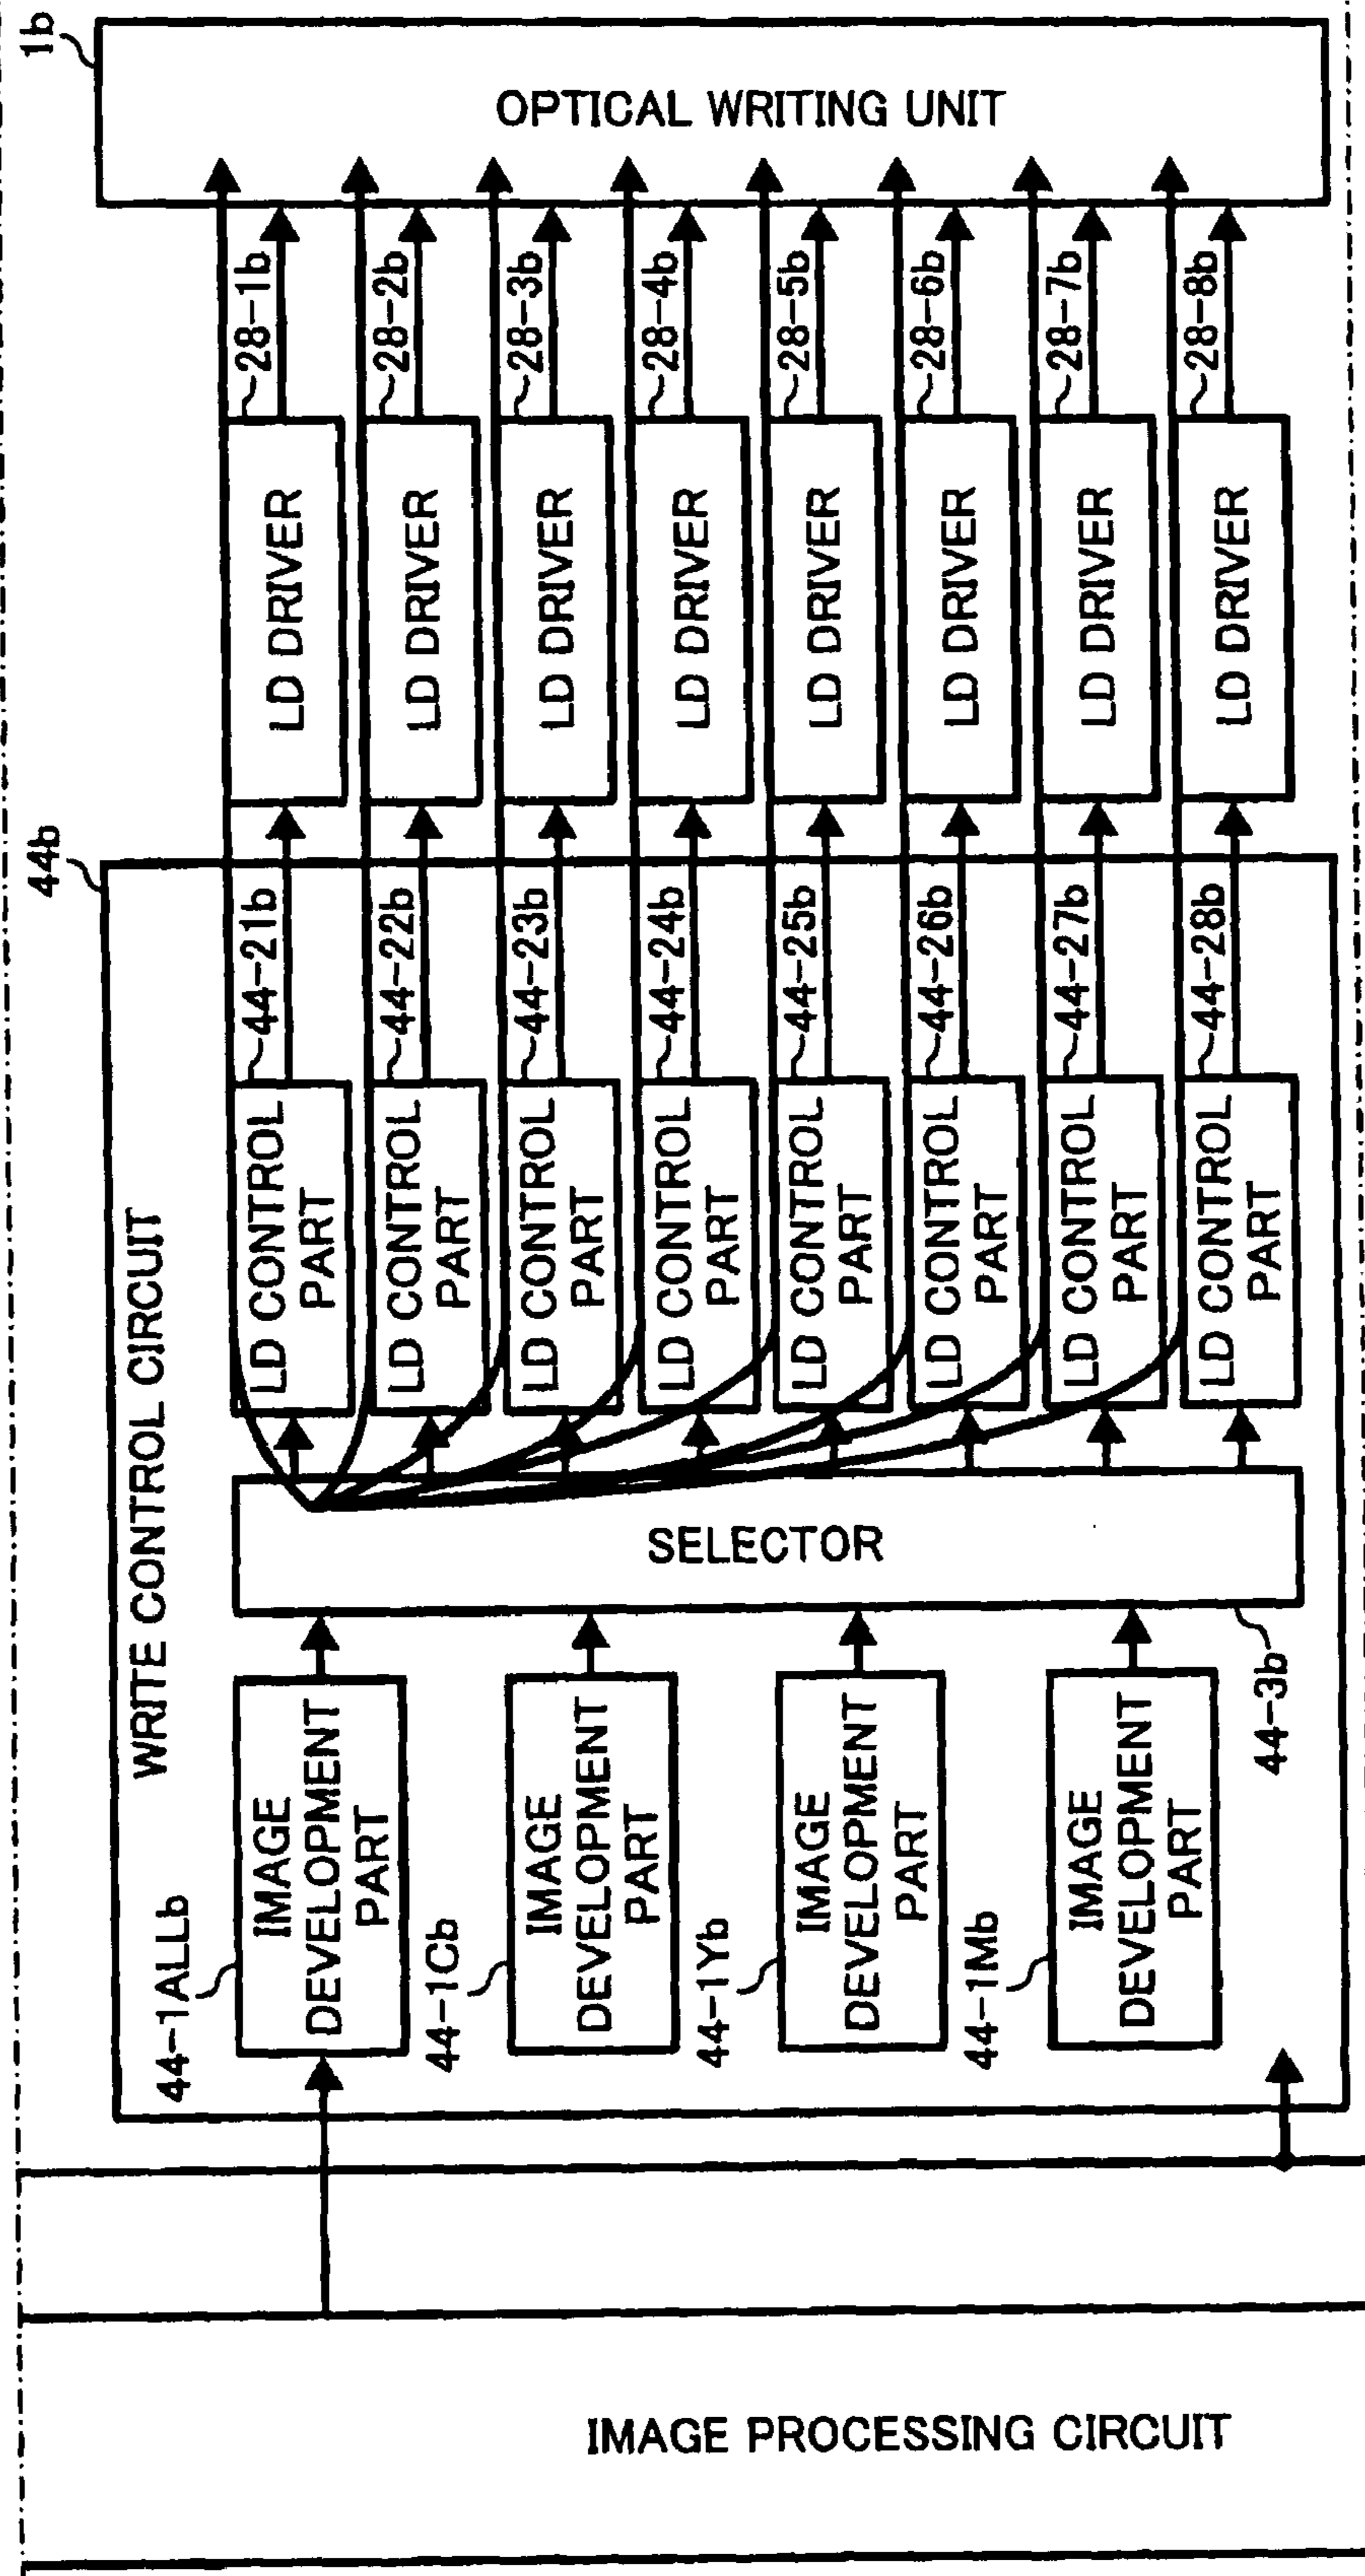 1b
OPTICAL WRITING UNIT
28-1b
28-2b
28-3b
28-4b
28-5b
28-6b
28-7b
28-8b
LD DRIVER
LD DRIVER
LD DRIVER
LD DRIVER
LD DRIVER
LD DRIVER
LD DRIVER
LD DRIVER
44b
WRITE CONTROL CIRCUIT
44-21b
44-22b
44-23b
44-24b
44-25b
44-26b
44-27b
44-28b
LD CONTROL
PART
LD CONTROL
PART
LD CONTROL
PART
LD CONTROL
PART
LD CONTROL
PART
LD CONTROL
PART
LD CONTROL
PART
LD CONTROL
PART
SELECTOR
44-3b
44-1ALLb
IMAGE
DEVELOPMENT
PART
44-1Cb
IMAGE
DEVELOPMENT
PART
44-1Yb
IMAGE
DEVELOPMENT
PART
44-1Mb
IMAGE
DEVELOPMENT
PART
IMAGE PROCESSING CIRCUIT